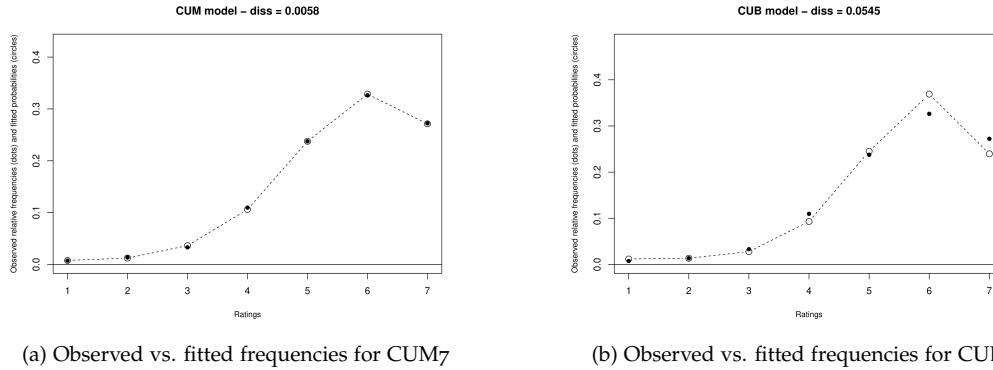 CUM model − diss = 0.0058
Observed relative frequencies (dots) and fitted probabilities (circles)
0.4
0.3
0.2
0.1
0.0
1 2 3 4 5 6 7
Ratings
(a) Observed vs. fitted frequencies for CUM7
CUB model − diss = 0.0545
Observed relative frequencies (dots) and fitted probabilities (circles)
0.4
0.3
0.2
0.1
0.0
1 2 3 4 5 6 7
Ratings
(b) Observed vs. fitted frequencies for